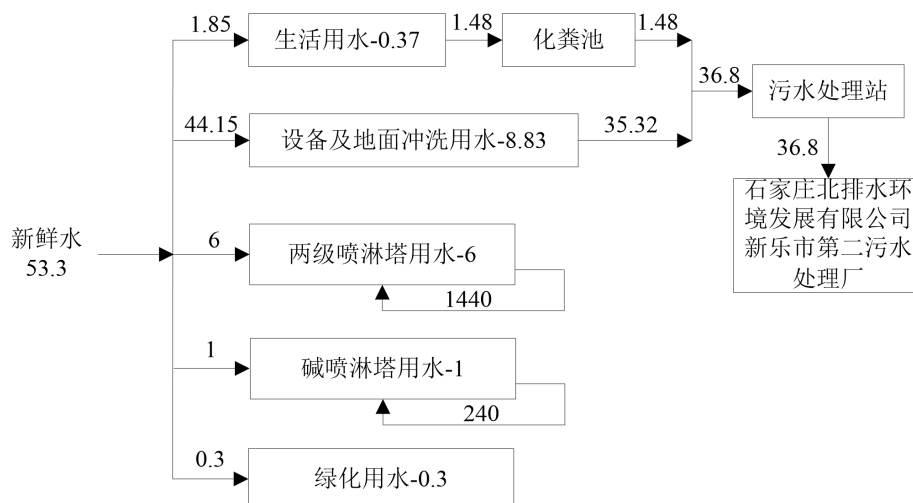 1.85
生活用水-0.37
1.48
化粪池
1.48
36.8
污水处理站
44.15
设备及地面冲洗用水-8.83
35.32
36.8
石家庄北排水环
境发展有限公司
新乐市第二污水
处理厂
新鲜水
53.3
6
两级喷淋塔用水-6
1440
1
碱喷淋塔用水-1
240
0.3
绿化用水-0.3